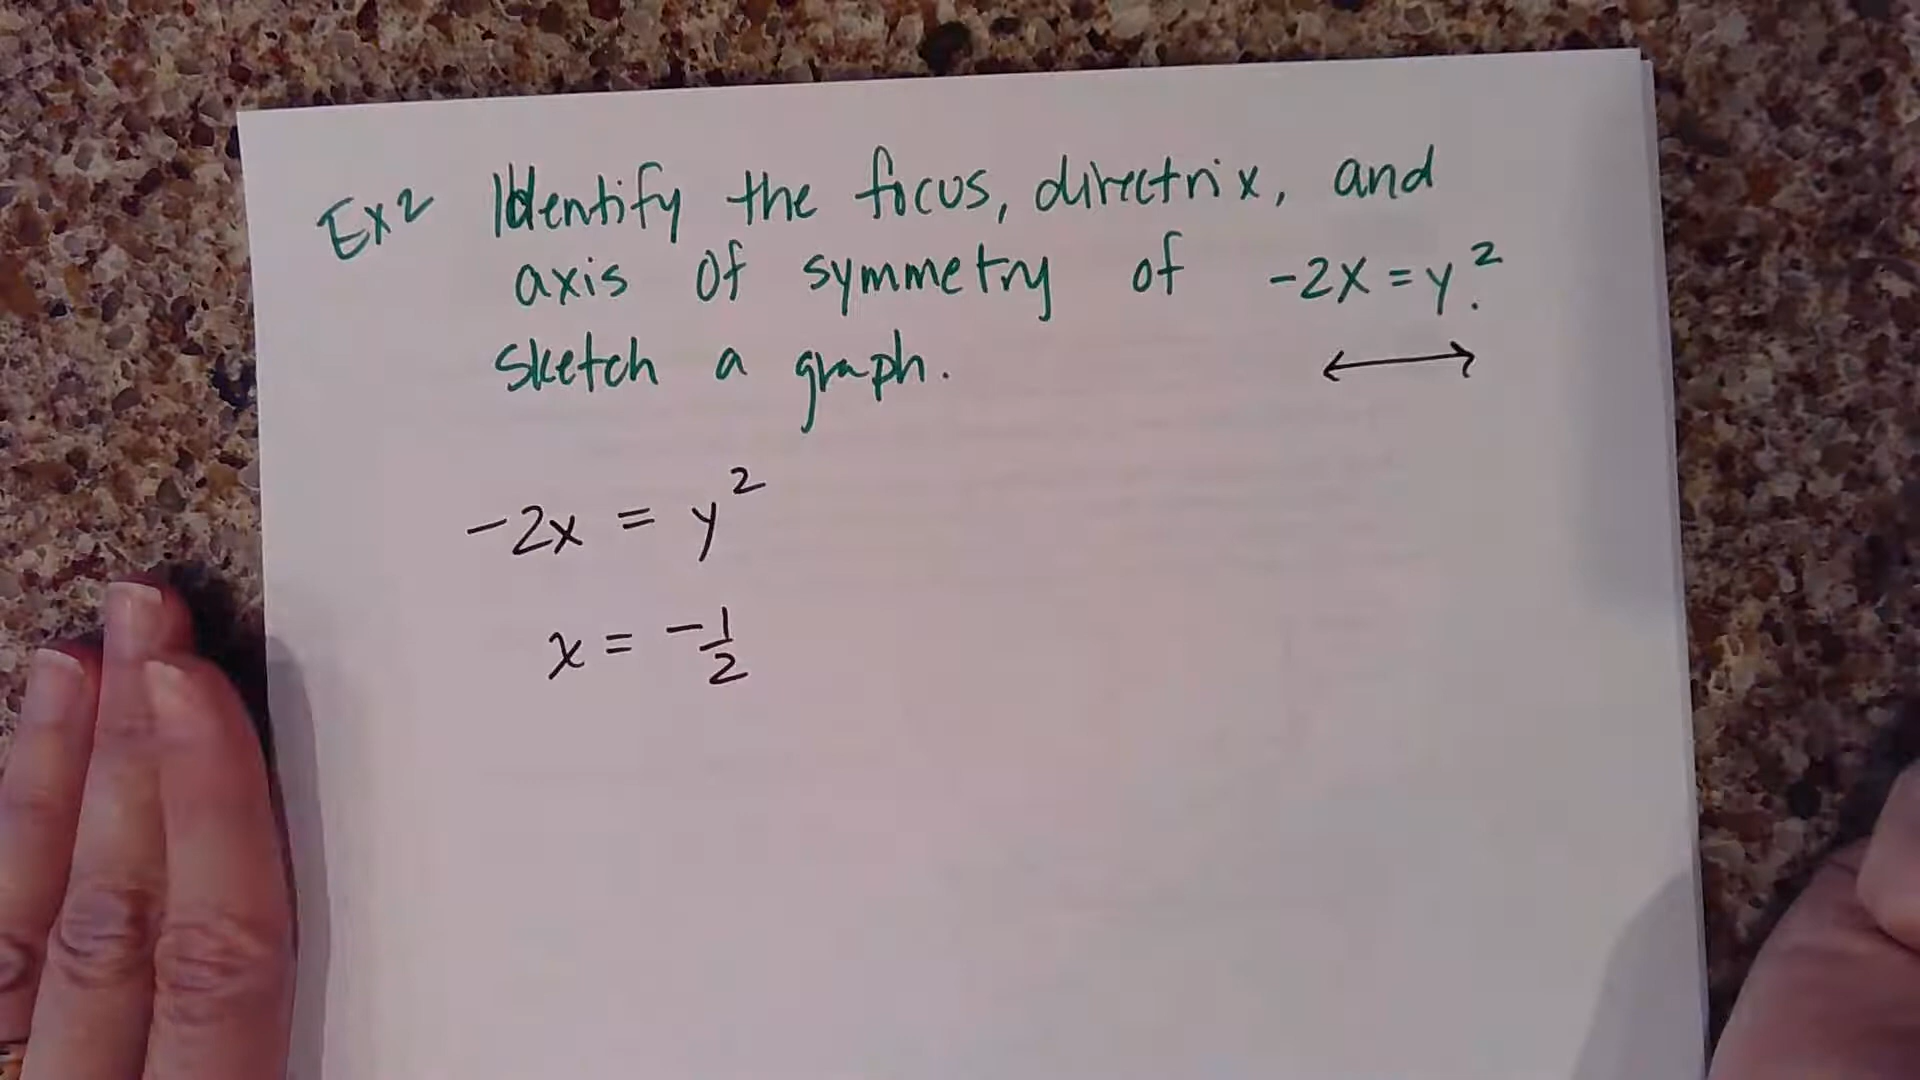 Ex2 Identify the focus, directrix, and
axis of symmetry of -2x = y².
sketch a graph.
-2x = y²
x = -1/2